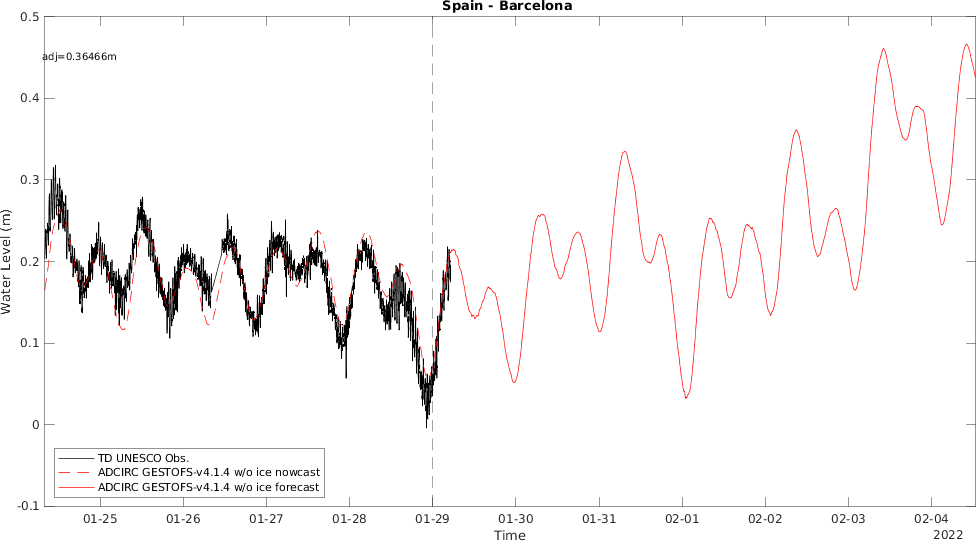 Spain - Barcelona
adj=0.36466m
Water Level (m)
0.5
0.4
0.3
0.2
0.1
0
-0.1
TD UNESCO Obs.
ADCIRC GESTOFS-v4.1.4 w/o ice nowcast
ADCIRC GESTOFS-v4.1.4 w/o ice forecast
01-25 01-26 01-27 01-28 01-29 01-30 01-31 02-01 02-02 02-03 02-04
Time
2022